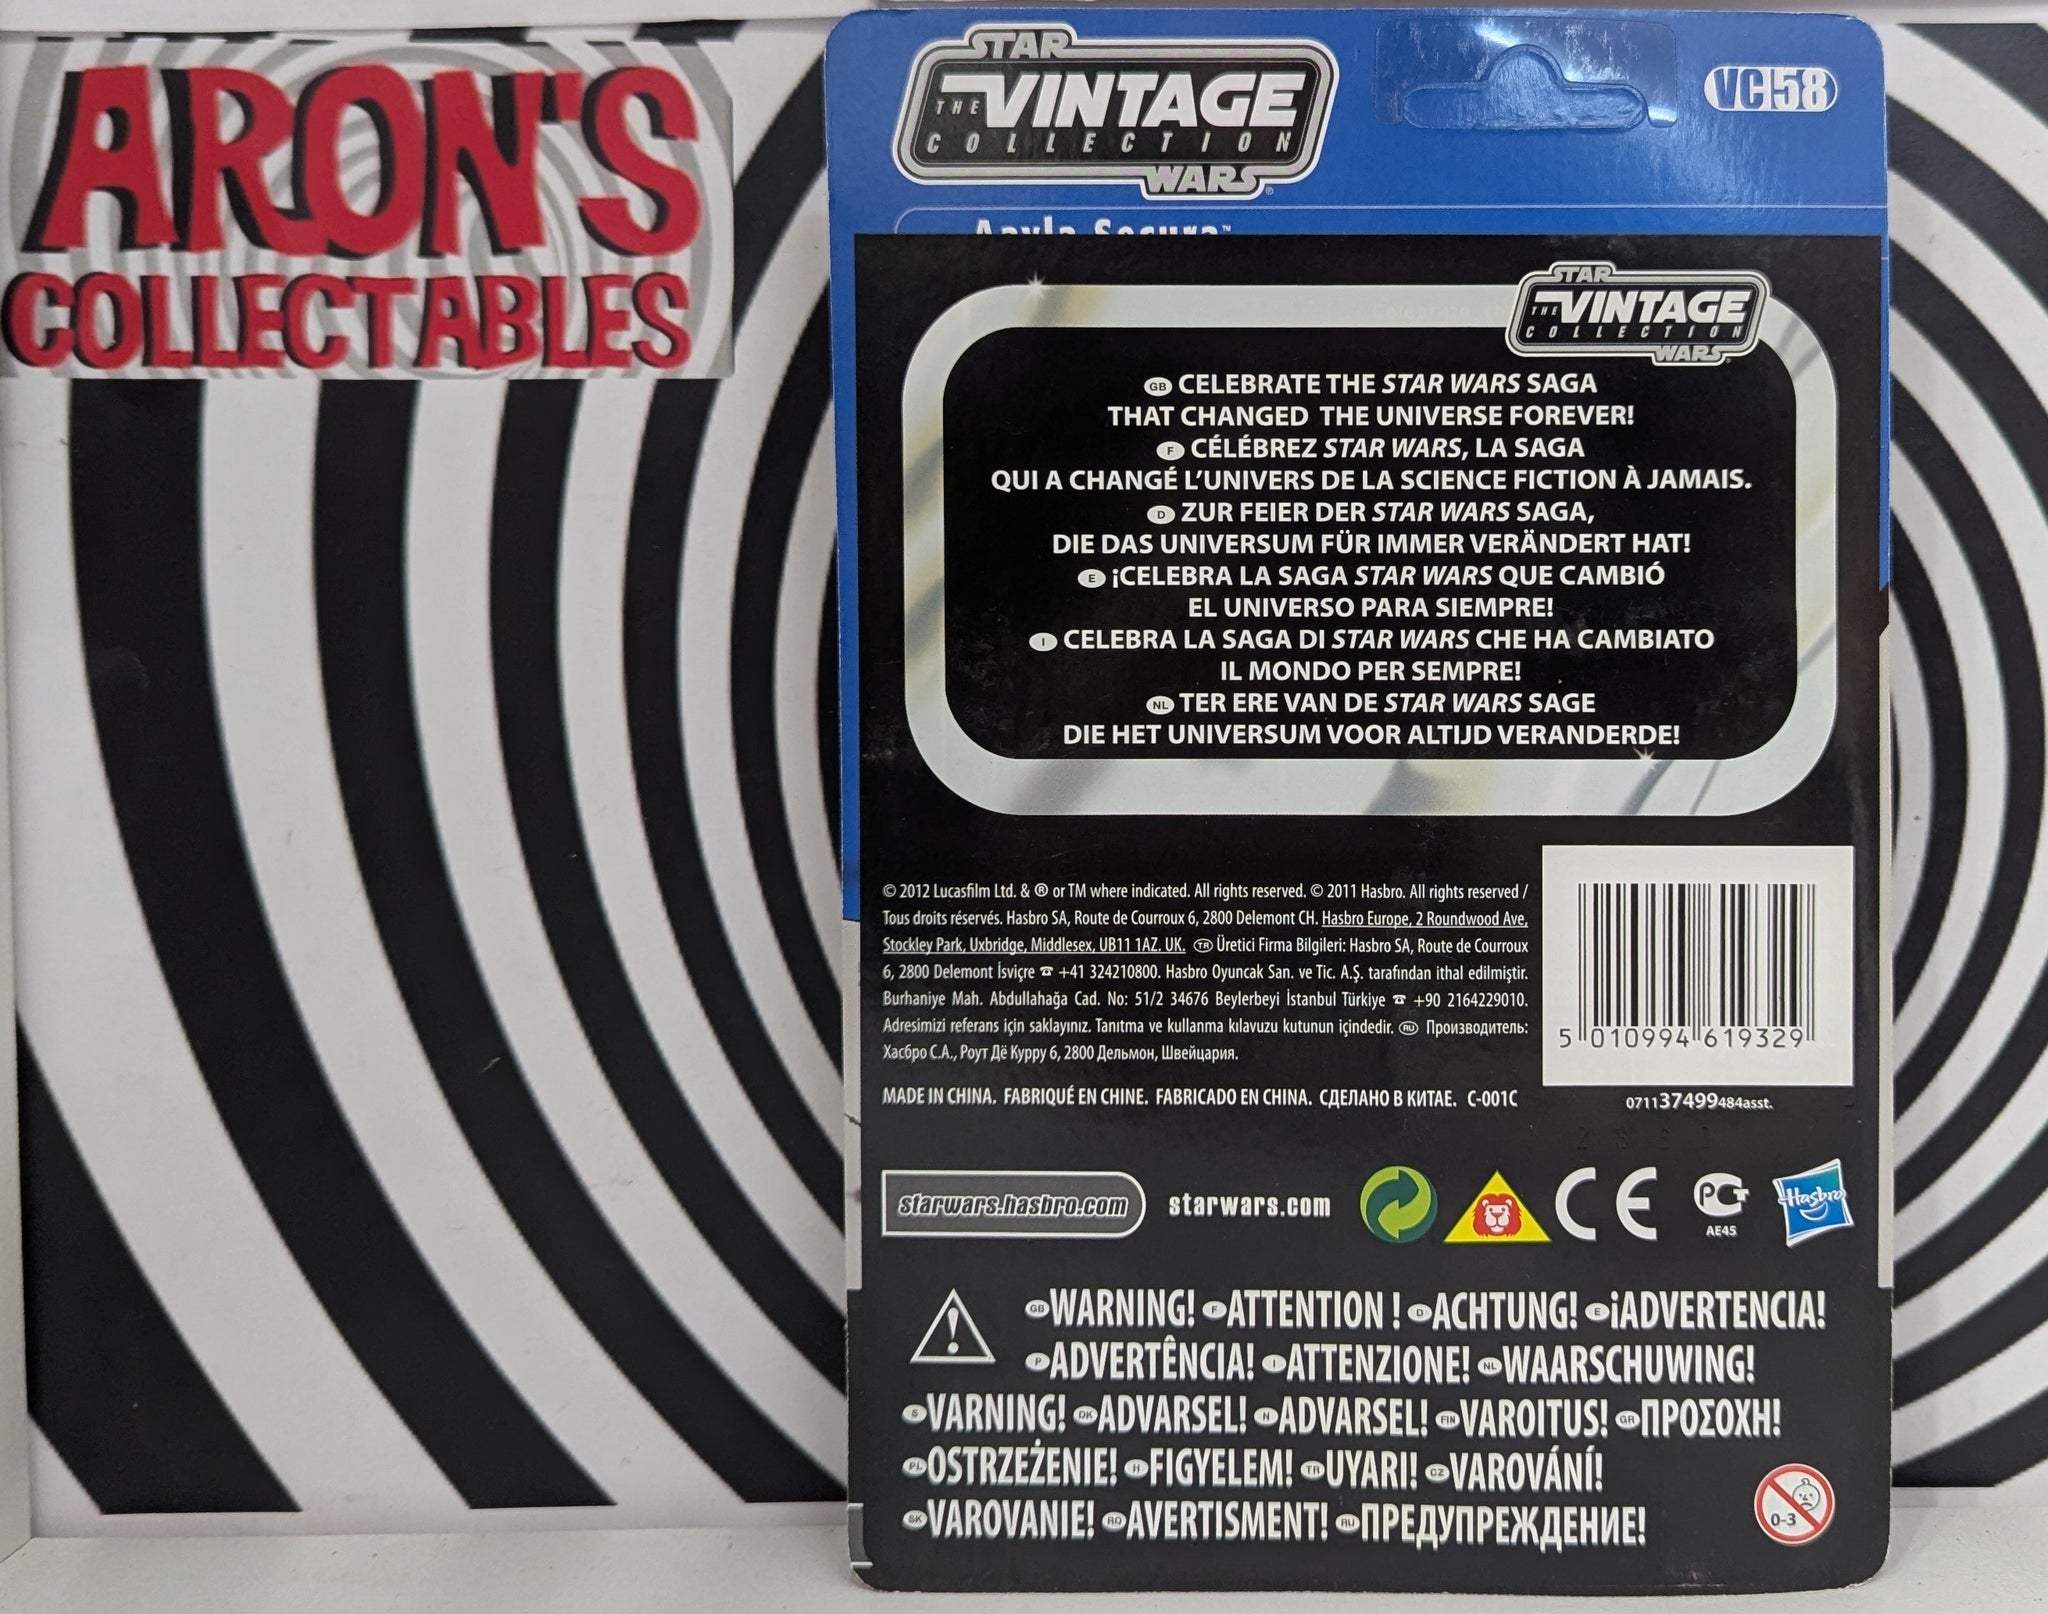 ARON'S
COLLECTABLES
STAR
THE VINTAGE
COLLECTION
WARS®
VC58
Aayla Secura™
STAR
THE VINTAGE
COLLECTION
WARS
GB CELEBRATE THE STAR WARS SAGA
THAT CHANGED THE UNIVERSE FOREVER!
F CÉLÉBREZ STAR WARS, LA SAGA
QUI A CHANGÉ L'UNIVERS DE LA SCIENCE FICTION À JAMAIS.
D ZUR FEIER DER STAR WARS SAGA,
DIE DAS UNIVERSUM FÜR IMMER VERÄNDERT HAT!
E ¡CELEBRA LA SAGA STAR WARS QUE CAMBIÓ
EL UNIVERSO PARA SIEMPRE!
I CELEBRA LA SAGA DI STAR WARS CHE HA CAMBIATO
IL MONDO PER SEMPRE!
NL TER ERE VAN DE STAR WARS SAGE
DIE HET UNIVERSUM VOOR ALTIJD VERANDERDE!
© 2012 Lucasfilm Ltd. & ® or TM where indicated. All rights reserved. © 2011 Hasbro. All rights reserved /
Tous droits réservés. Hasbro SA, Route de Courroux 6, 2800 Delemont CH. Hasbro Europe, 2 Roundwood Ave,
Stockley Park, Uxbridge, Middlesex, UB11 1AZ. UK. TR Üretici Firma Bilgileri: Hasbro SA, Route de Courroux
6, 2800 Delemont İsviçre ☎ +41 324210800. Hasbro Oyuncak San. ve Tic. A.Ş. tarafından ithal edilmiştir.
Burhaniye Mah. Abdullahağa Cad. No: 51/2 34676 Beylerbeyi İstanbul Türkiye ☎ +90 2164229010.
Adresimizi referans için saklayınız. Tanıtma ve kullanma kılavuzu kutunun içindedir. RU Производитель:
Хасбро С.А., Роут Дё Курру 6, 2800 Дельмон, Швейцария.
MADE IN CHINA. FABRIQUÉ EN CHINE. FABRICADO EN CHINA. СДЕЛАНО В КИТАЕ. C-001C
5 010994 619329
071137499484asst.
starwars.hasbro.com
starwars.com
CE
РСТ
АЕ45
Hasbro
GB WARNING! F ATTENTION ! D ACHTUNG! E ¡ADVERTENCIA!
P ADVERTÊNCIA! I ATTENZIONE! NL WAARSCHUWING!
S VARNING! DK ADVARSEL! N ADVARSEL! FIN VAROITUS! GR ΠΡΟΣΟΧΗ!
PL OSTRZEŻENIE! H FIGYELEM! TR UYARI! CZ VAROVÁNÍ!
SK VAROVANIE! RO AVERTISMENT! RU ПРЕДУПРЕЖДЕНИЕ!
0-3